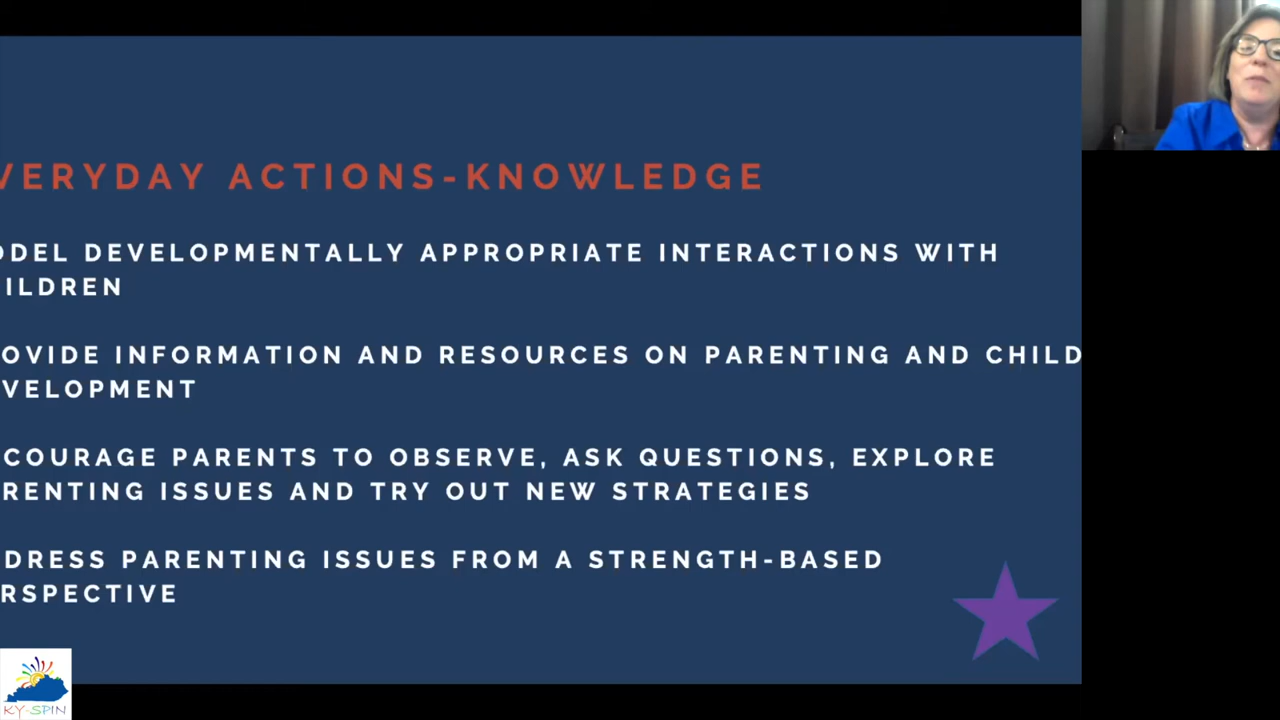 VERYDAY ACTIONS-KNOWLEDGE
ODEL DEVELOPMENTALLY APPROPRIATE INTERACTIONS WITH
ILDREN
OVIDE INFORMATION AND RESOURCES ON PARENTING AND CHILD
VELOPMENT
COURAGE PARENTS TO OBSERVE, ASK QUESTIONS, EXPLORE
RENTING ISSUES AND TRY OUT NEW STRATEGIES
DRESS PARENTING ISSUES FROM A STRENGTH-BASED
RSPECTIVE
KY-SPIN